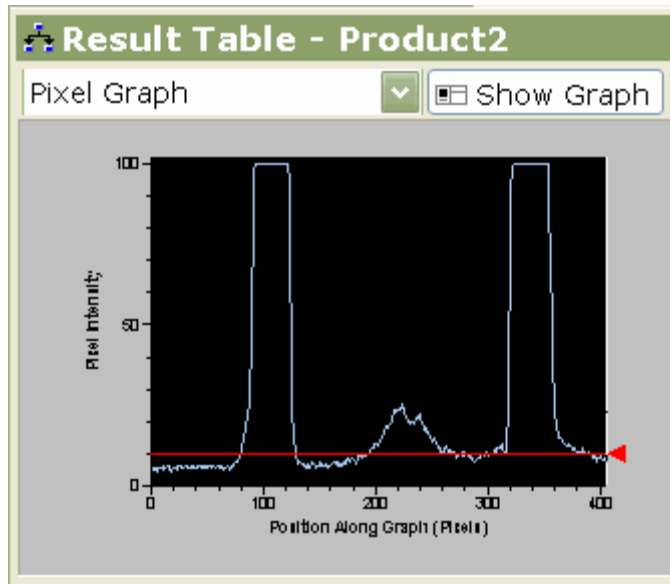 Result Table - Product2
Pixel Graph
Show Graph
100
50
0
Pixel Intensity
0 100 200 300 400
Position Along Graph (Pixels)